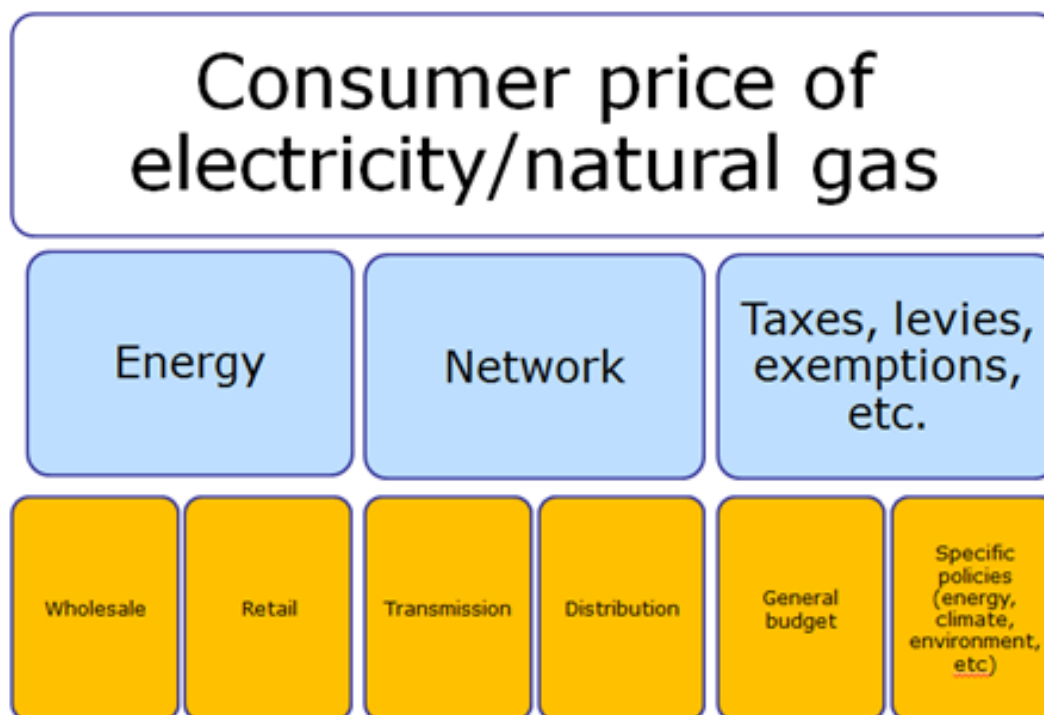 Consumer price of
electricity/natural gas
Energy
Network
Taxes, levies,
exemptions,
etc.
Wholesale
Retail
Transmission
Distribution
General
budget
Specific
policies
(energy,
climate,
environment,
etc)